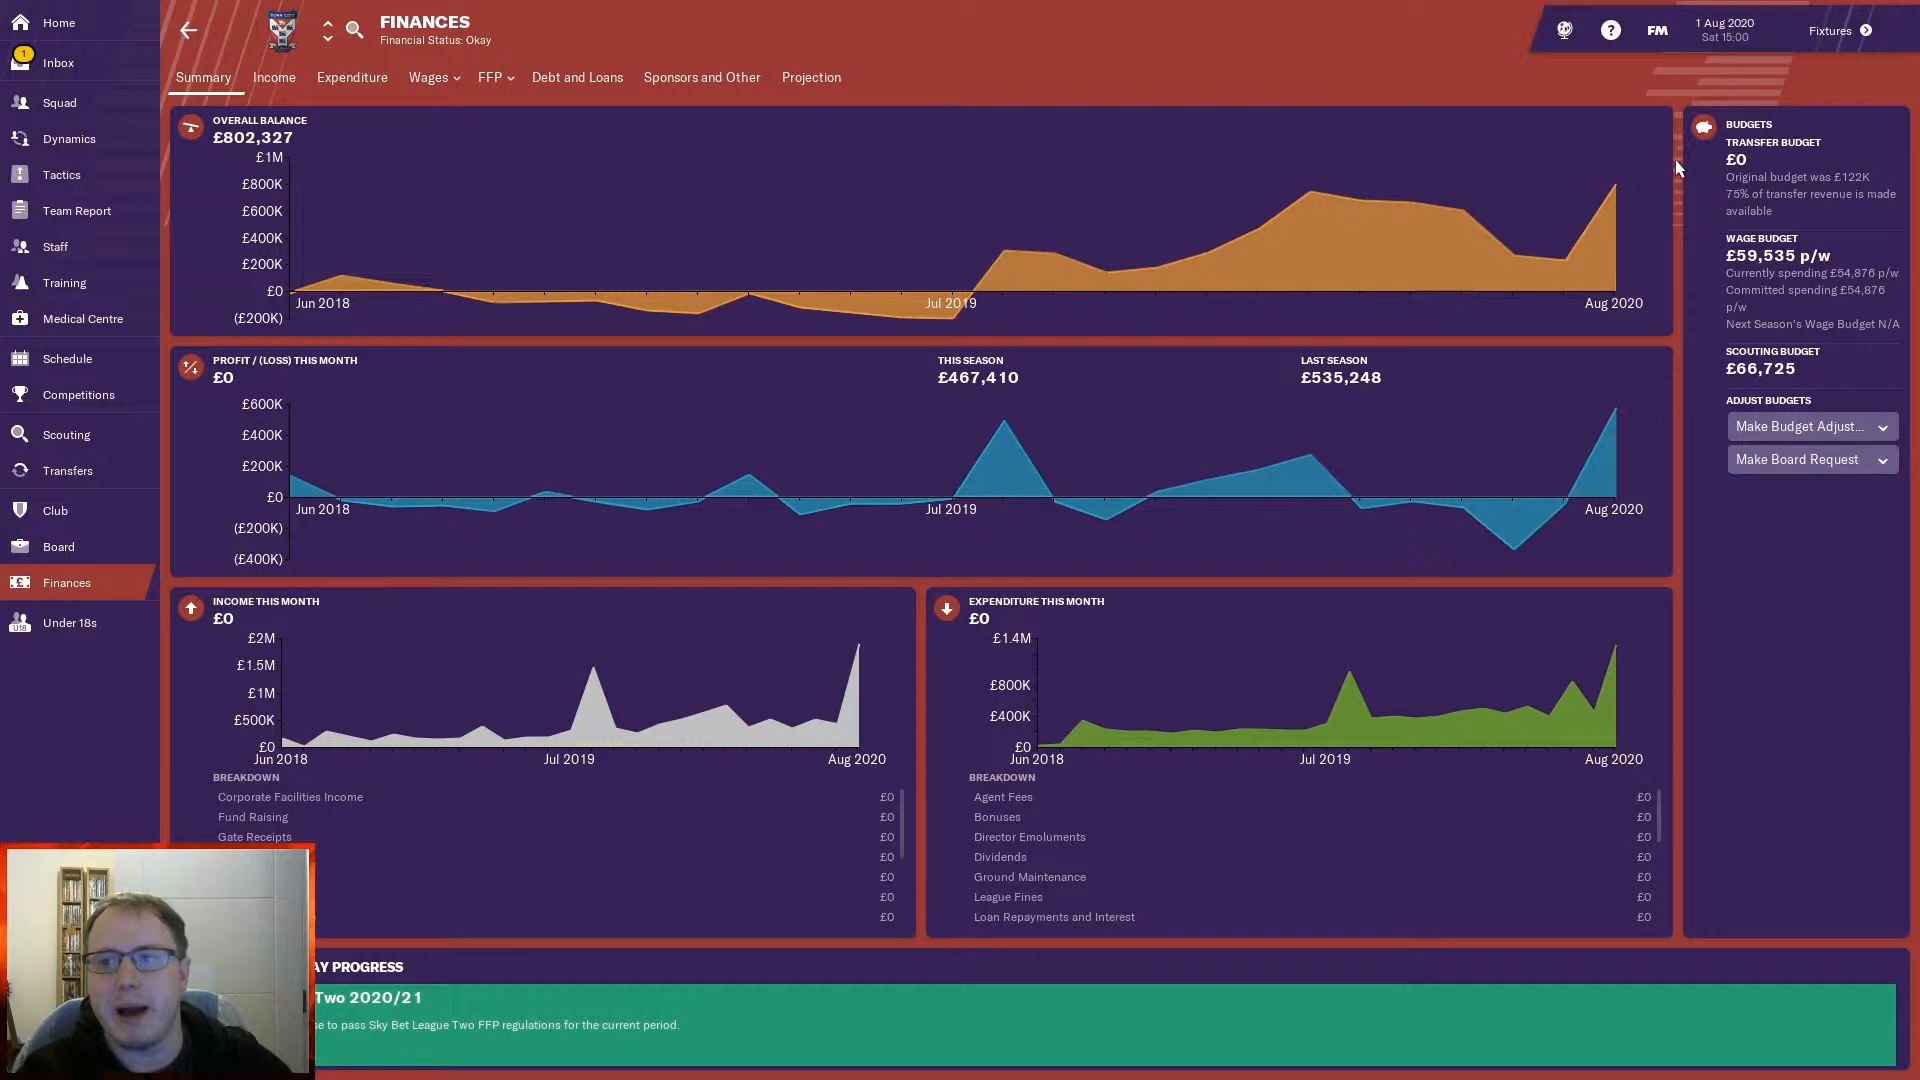 Home
1
Inbox
Squad
Dynamics
Tactics
Team Report
Staff
Training
Medical Centre
Schedule
Competitions
Scouting
Transfers
Club
Board
Finances
U18
Under 18s
YORK CITY
FINANCES
Financial Status: Okay
?
FM
1 Aug 2020
Sat 15:00
Fixtures
Summary
Income
Expenditure
Wages
FFP
Debt and Loans
Sponsors and Other
Projection
OVERALL BALANCE
£802,327
£1M
£800K
£600K
£400K
£200K
£0
(£200K)
Jun 2018
Jul 2019
Aug 2020
PROFIT / (LOSS) THIS MONTH
£0
THIS SEASON
£467,410
LAST SEASON
£535,248
£600K
£400K
£200K
£0
(£200K)
(£400K)
Jun 2018
Jul 2019
Aug 2020
INCOME THIS MONTH
£0
£2M
£1.5M
£1M
£500K
£0
Jun 2018
Jul 2019
Aug 2020
BREAKDOWN
Corporate Facilities Income £0
Fund Raising £0
Gate Receipts £0
£0
£0
£0
£0
EXPENDITURE THIS MONTH
£0
£1.4M
£800K
£400K
£0
Jun 2018
Jul 2019
Aug 2020
BREAKDOWN
Agent Fees £0
Bonuses £0
Director Emoluments £0
Dividends £0
Ground Maintenance £0
League Fines £0
Loan Repayments and Interest £0
BUDGETS
TRANSFER BUDGET
£0
Original budget was £122K
75% of transfer revenue is made
available
WAGE BUDGET
£59,535 p/w
Currently spending £54,876 p/w
Committed spending £54,876
p/w
Next Season's Wage Budget N/A
SCOUTING BUDGET
£66,725
ADJUST BUDGETS
Make Budget Adjust...
Make Board Request
AY PROGRESS
Two 2020/21
se to pass Sky Bet League Two FFP regulations for the current period.